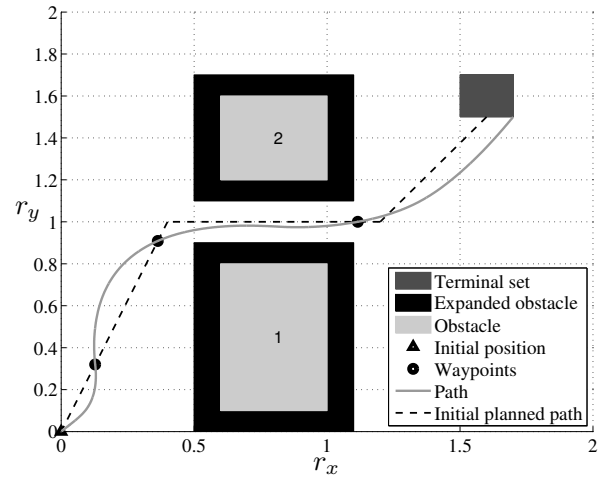 2
1.8
1.6
1.4
1.2
1
0.8
0.6
0.4
0.2
0
r_y
2
1
Terminal set
Expanded obstacle
Obstacle
Initial position
Waypoints
Path
Initial planned path
0 0.5 1 1.5 2
r_x